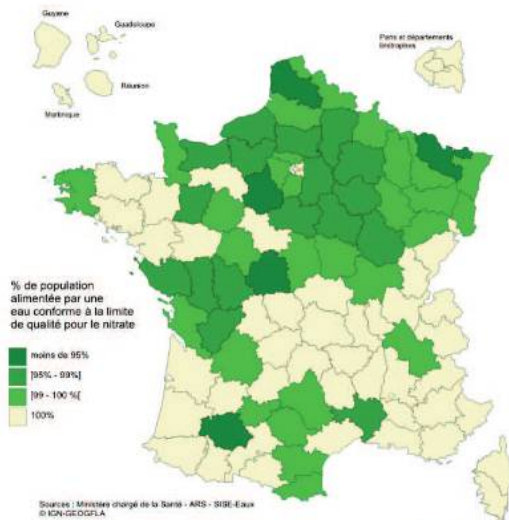 Guyane
Guadeloupe
Paris et départements
limitrophes
Réunion
Martinique
% de population
alimentée par une
eau conforme à la limite
de qualité pour le nitrate
moins de 95%
[95% - 99%]
]99 - 100 %[
100%
Sources : Ministère chargé de la Santé - ARS - SISE-Eaux
© IGN-GEOGFLA